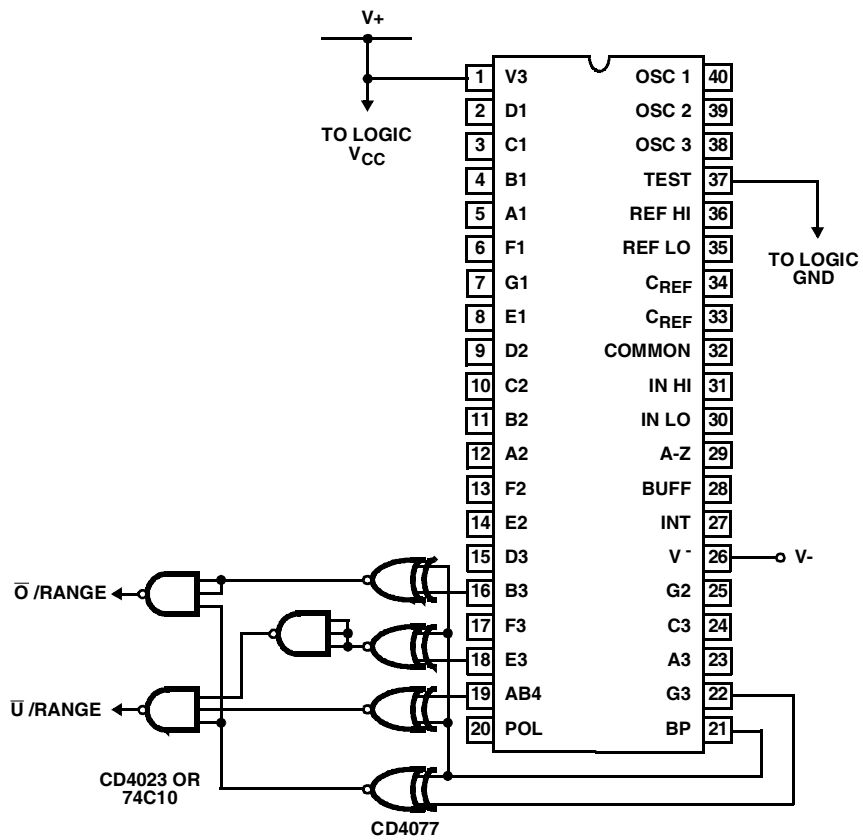 V+
TO LOGIC
VCC
1 V3 OSC 1 40
2 D1 OSC 2 39
3 C1 OSC 3 38
4 B1 TEST 37
5 A1 REF HI 36
6 F1 REF LO 35
7 G1 CREF 34
8 E1 CREF 33
9 D2 COMMON 32
10 C2 IN HI 31
11 B2 IN LO 30
12 A2 A-Z 29
13 F2 BUFF 28
14 E2 INT 27
15 D3 V- 26
16 B3 G2 25
17 F3 C3 24
18 E3 A3 23
19 AB4 G3 22
20 POL BP 21
TO LOGIC
GND
V-
O̅ /RANGE
U̅ /RANGE
CD4023 OR
74C10
CD4077